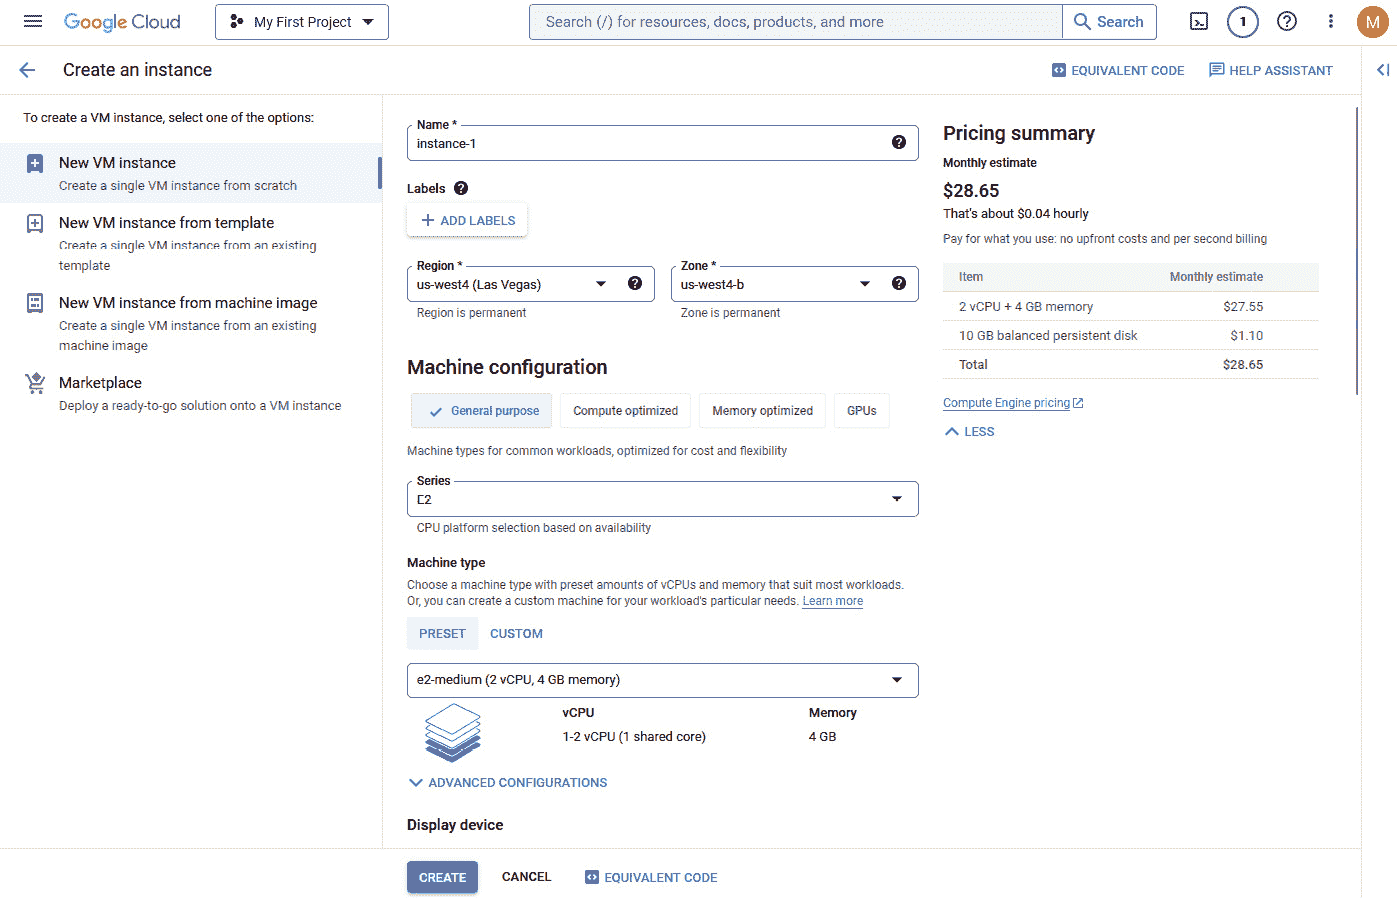 Google Cloud
My First Project
Search (/) for resources, docs, products, and more
Search
1
M
Create an instance
EQUIVALENT CODE
HELP ASSISTANT
To create a VM instance, select one of the options:
New VM instance
Create a single VM instance from scratch
New VM instance from template
Create a single VM instance from an existing
template
New VM instance from machine image
Create a single VM instance from an existing
machine image
Marketplace
Deploy a ready-to-go solution onto a VM instance
Name *
instance-1
Labels
ADD LABELS
Region *
us-west4 (Las Vegas)
Region is permanent
Zone *
us-west4-b
Zone is permanent
Machine configuration
General purpose
Compute optimized
Memory optimized
GPUs
Machine types for common workloads, optimized for cost and flexibility
Series
E2
CPU platform selection based on availability
Machine type
Choose a machine type with preset amounts of vCPUs and memory that suit most workloads.
Or, you can create a custom machine for your workload's particular needs. Learn more
PRESET
CUSTOM
e2-medium (2 vCPU, 4 GB memory)
vCPU
1-2 vCPU (1 shared core)
Memory
4 GB
ADVANCED CONFIGURATIONS
Display device
CREATE
CANCEL
EQUIVALENT CODE
Pricing summary
Monthly estimate
$28.65
That's about $0.04 hourly
Pay for what you use: no upfront costs and per second billing
Item Monthly estimate
2 vCPU + 4 GB memory $27.55
10 GB balanced persistent disk $1.10
Total $28.65
Compute Engine pricing
LESS